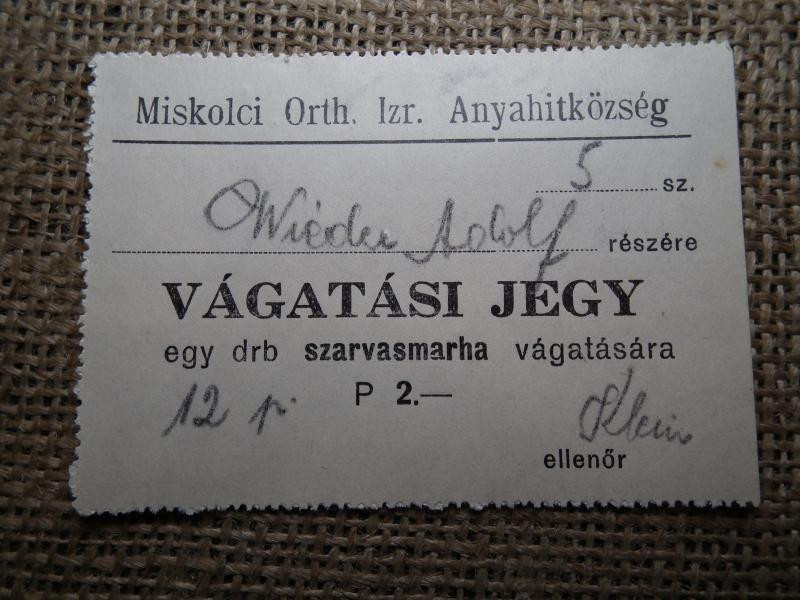 Miskolci Orth. Izr. Anyahitközség
5 sz.
Wieder Adolf részére
VÁGATÁSI JEGY
egy drb szarvasmarha vágatására
P 2.—
12 p. Klein
ellenőr